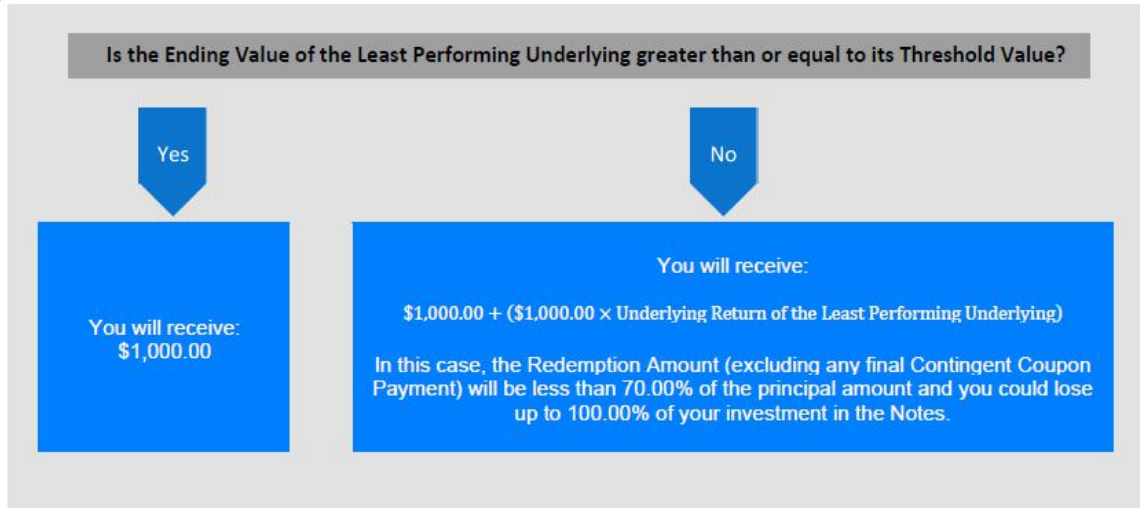 Is the Ending Value of the Least Performing Underlying greater than or equal to its Threshold Value?
Yes
No
You will receive:
$1,000.00
You will receive:
$1,000.00 + ($1,000.00 × Underlying Return of the Least Performing Underlying)
In this case, the Redemption Amount (excluding any final Contingent Coupon
Payment) will be less than 70.00% of the principal amount and you could lose
up to 100.00% of your investment in the Notes.